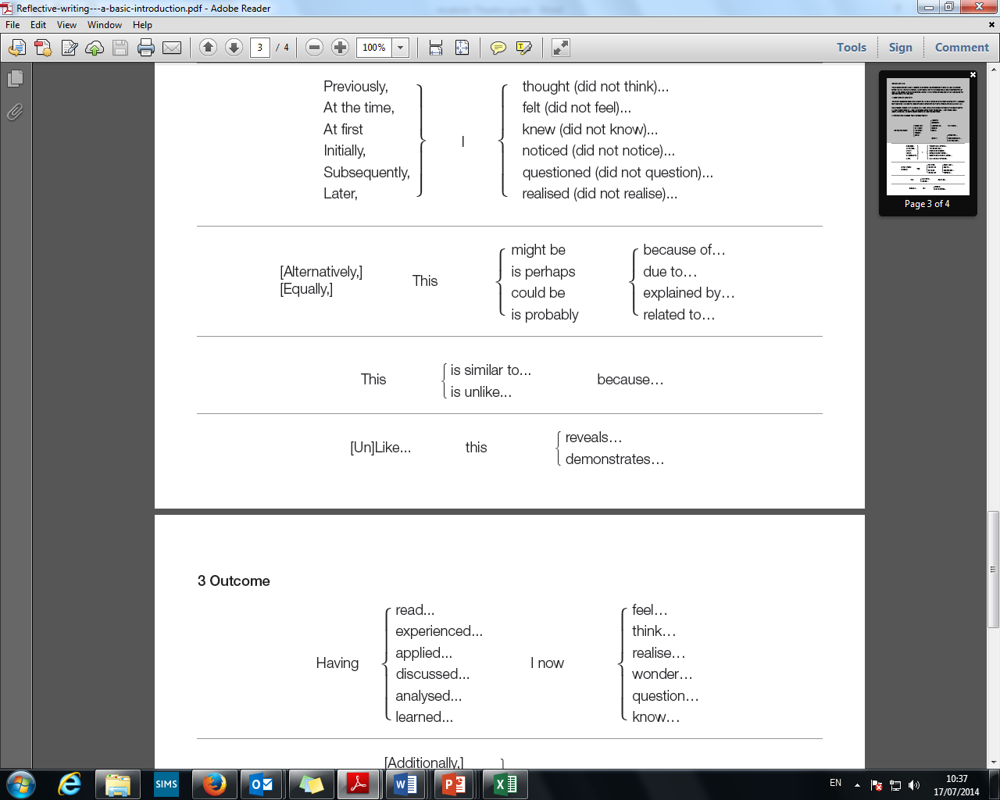 Reflective-writing---a-basic-introduction.pdf - Adobe Reader
File Edit View Window Help
3 / 4 100% Tools Sign Comment
Previously,
At the time,
At first
Initially,
Subsequently,
Later,
I
thought (did not think)...
felt (did not feel)...
knew (did not know)...
noticed (did not notice)...
questioned (did not question)...
realised (did not realise)...
[Alternatively,]
[Equally,]
This
might be
is perhaps
could be
is probably
because of…
due to…
explained by…
related to…
This
is similar to...
is unlike...
because…
[Un]Like...
this
reveals…
demonstrates…
3 Outcome
Having
read...
experienced...
applied...
discussed...
analysed...
learned...
I now
feel…
think…
realise…
wonder…
question…
know…
[Additionally,]
Page 3 of 4
SIMS
EN
10:37
17/07/2014